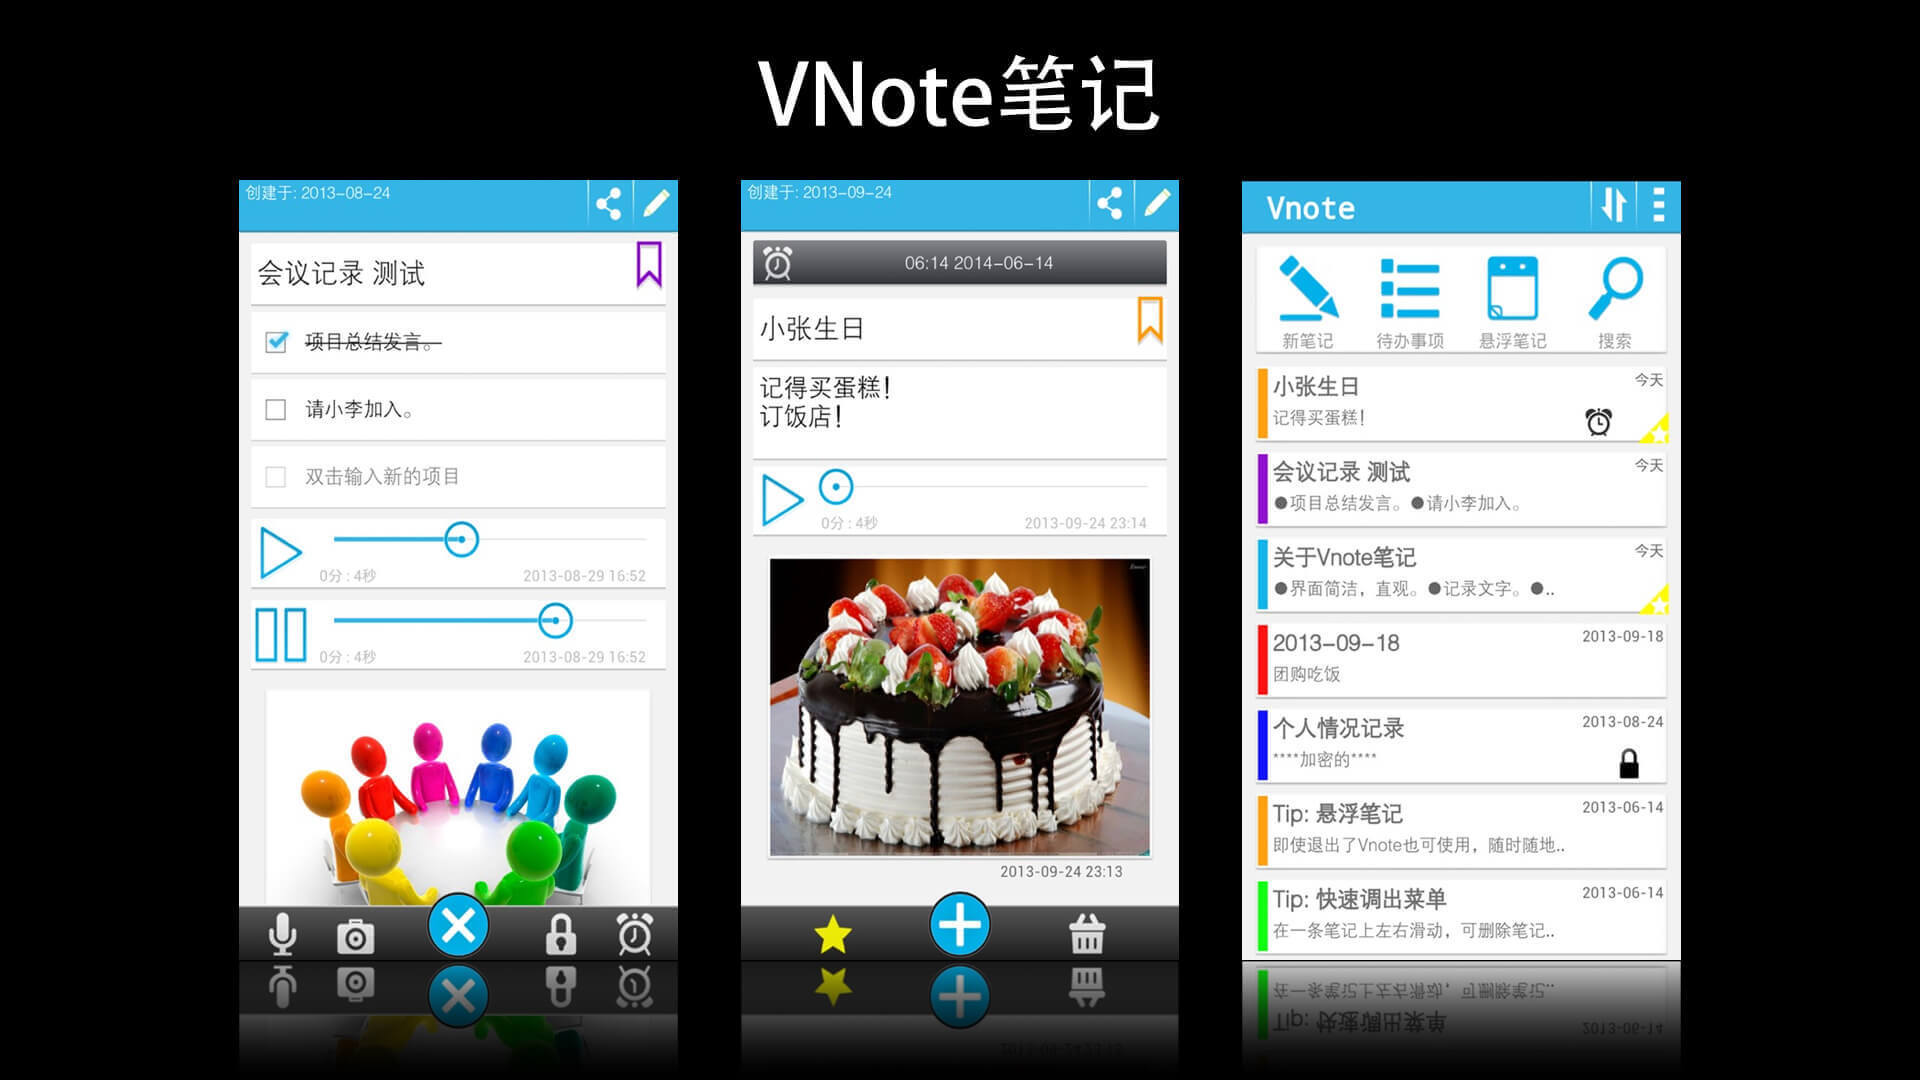 VNote笔记
创建于: 2013-08-24
会议记录 测试
项目总结发言。
请小李加入。
双击输入新的项目
0分 : 4秒
2013-08-29 16:52
0分 : 4秒
2013-08-29 16:52
创建于: 2013-09-24
06:14 2014-06-14
小张生日
记得买蛋糕！
订饭店！
0分 : 4秒
2013-09-24 23:14
2013-09-24 23:13
Vnote
新笔记
待办事项
悬浮笔记
搜索
小张生日
今天
记得买蛋糕！
会议记录 测试
今天
●项目总结发言。●请小李加入。
关于Vnote笔记
今天
●界面简洁，直观。●记录文字。●..
2013-09-18
2013-09-18
团购吃饭
个人情况记录
2013-08-24
****加密的****
Tip: 悬浮笔记
2013-06-14
即使退出了Vnote也可使用，随时随地..
Tip: 快速调出菜单
2013-06-14
在一条笔记上左右滑动，可删除笔记..